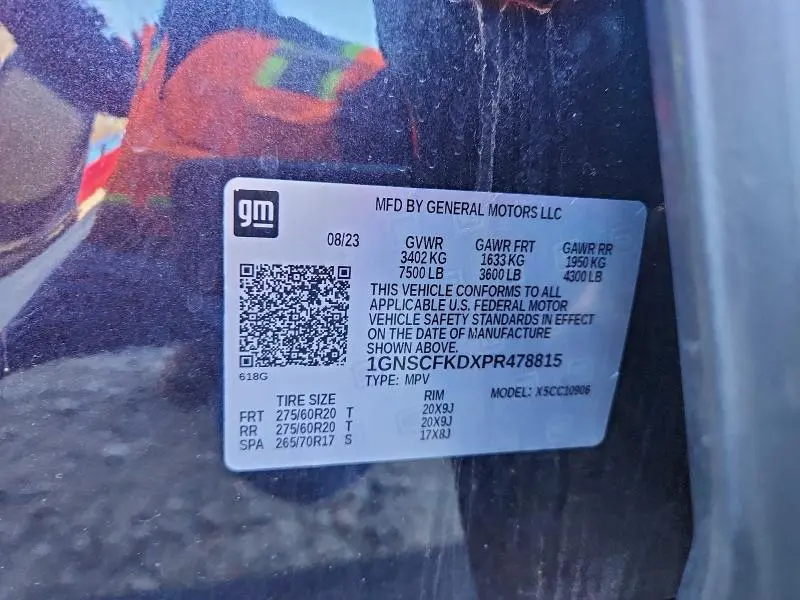 gm
MFD BY GENERAL MOTORS LLC
08/23 GVWR GAWR FRT GAWR RR
3402 KG 1633 KG 1950 KG
7500 LB 3600 LB 4300 LB
THIS VEHICLE CONFORMS TO ALL
APPLICABLE U.S. FEDERAL MOTOR
VEHICLE SAFETY STANDARDS IN EFFECT
ON THE DATE OF MANUFACTURE
SHOWN ABOVE.
1GNSCFKDXPR478815
618G
TYPE: MPV MODEL: XSCC10906
TIRE SIZE RIM
FRT 275/60R20 T 20X9J
RR 275/60R20 T 20X9J
SPA 265/70R17 S 17X8J